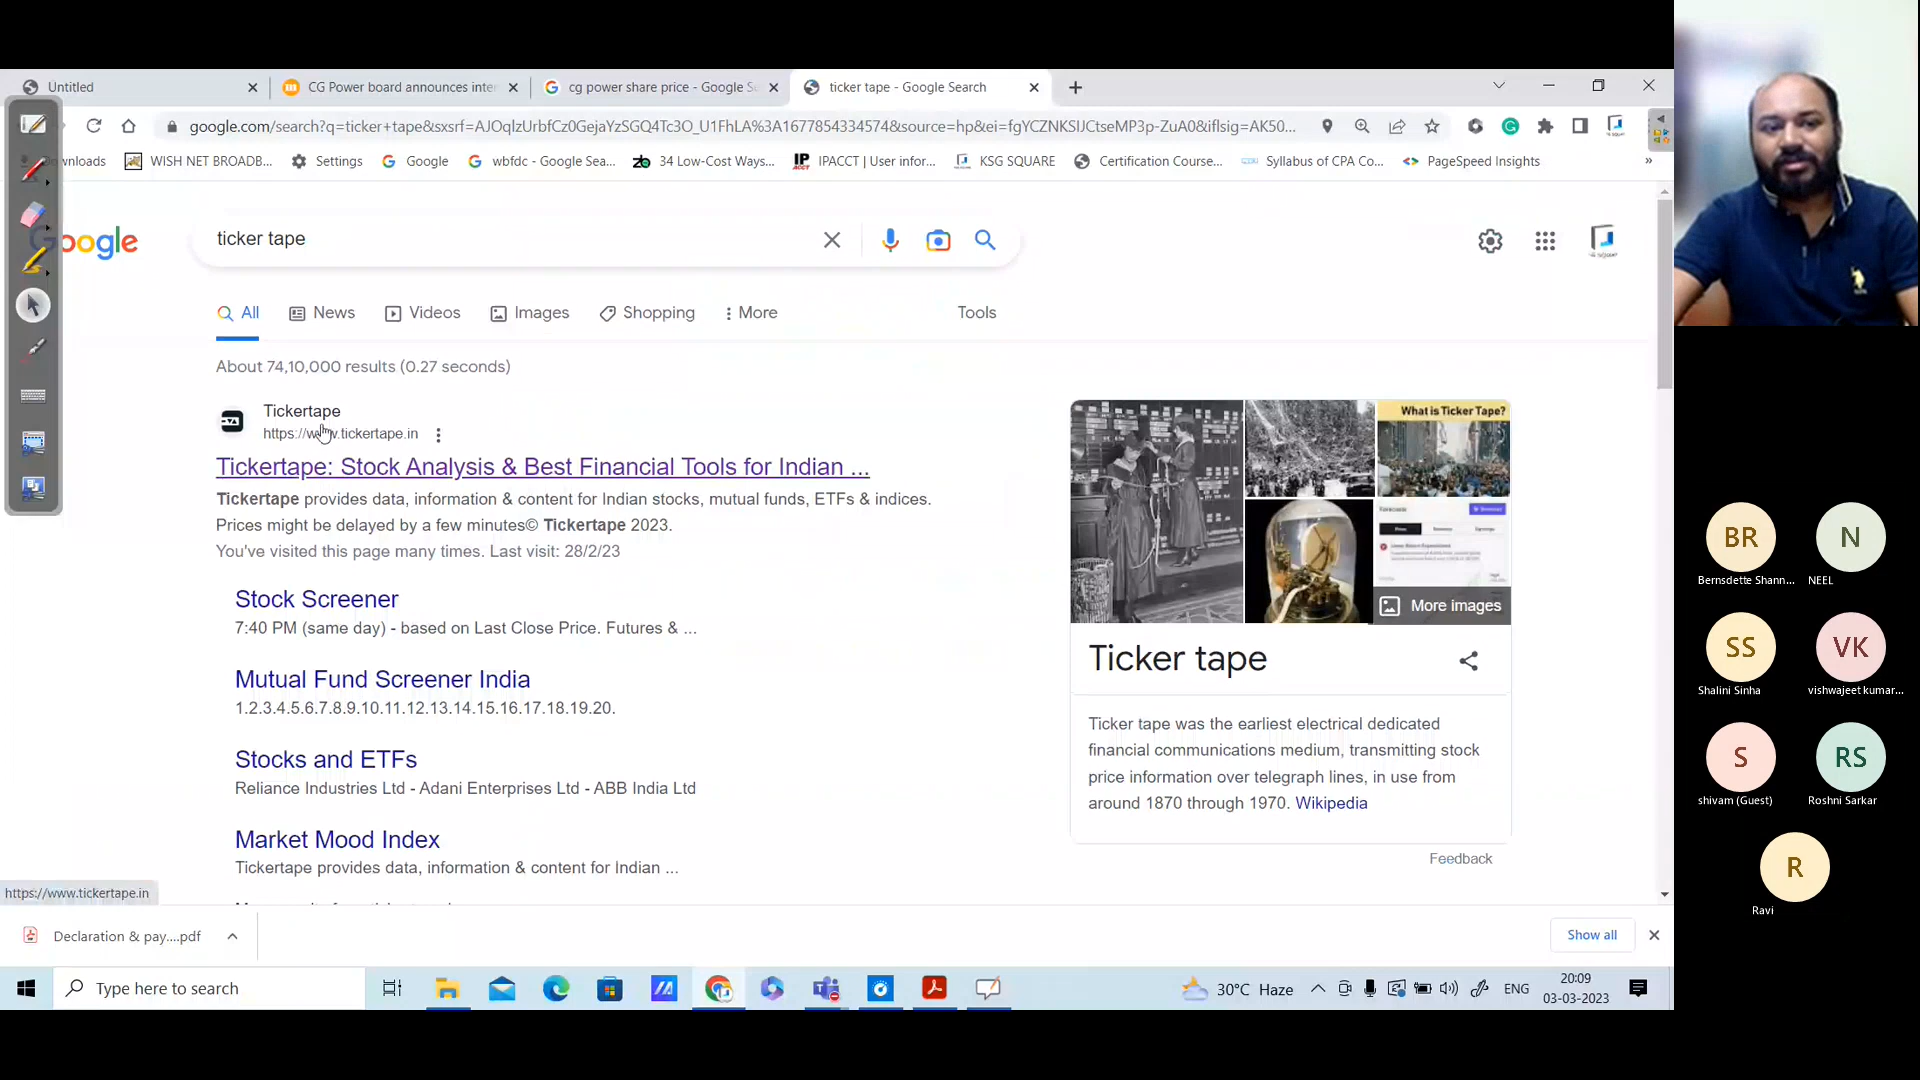 Untitled
CG Power board announces inter
cg power share price - Google S
ticker tape - Google Search
google.com/search?q=ticker+tape&sxsrf=AJOqlzUrbfCz0GejaYzSGQ4Tc3O_U1FhLA%3A1677854334574&source=hp&ei=fgYCZNKSIJCtseMP3p-ZuA0&iflsig=AK50...
wnloads
WISH NET BROADB...
Settings
Google
wbfdc - Google Sea...
34 Low-Cost Ways...
IPACCT | User infor...
KSG SQUARE
Certification Course...
Syllabus of CPA Co...
PageSpeed Insights
oogle
ticker tape
All
News
Videos
Images
Shopping
More
Tools
About 74,10,000 results (0.27 seconds)
Tickertape
https://www.tickertape.in
Tickertape: Stock Analysis & Best Financial Tools for Indian ...
Tickertape provides data, information & content for Indian stocks, mutual funds, ETFs & indices.
Prices might be delayed by a few minutes© Tickertape 2023.
You've visited this page many times. Last visit: 28/2/23
Stock Screener
7:40 PM (same day) - based on Last Close Price. Futures & ...
Mutual Fund Screener India
1.2.3.4.5.6.7.8.9.10.11.12.13.14.15.16.17.18.19.20.
Stocks and ETFs
Reliance Industries Ltd - Adani Enterprises Ltd - ABB India Ltd
Market Mood Index
Tickertape provides data, information & content for Indian ...
What is Ticker Tape?
More images
Ticker tape
Ticker tape was the earliest electrical dedicated
financial communications medium, transmitting stock
price information over telegraph lines, in use from
around 1870 through 1970. Wikipedia
Feedback
https://www.tickertape.in
Declaration & pay....pdf
Show all
Type here to search
30°C Haze
ENG
20:09
03-03-2023
BR
Bernsdette Shann...
N
NEEL
SS
Shalini Sinha
VK
vishwajeet kumar...
S
shivam (Guest)
RS
Roshni Sarkar
R
Ravi